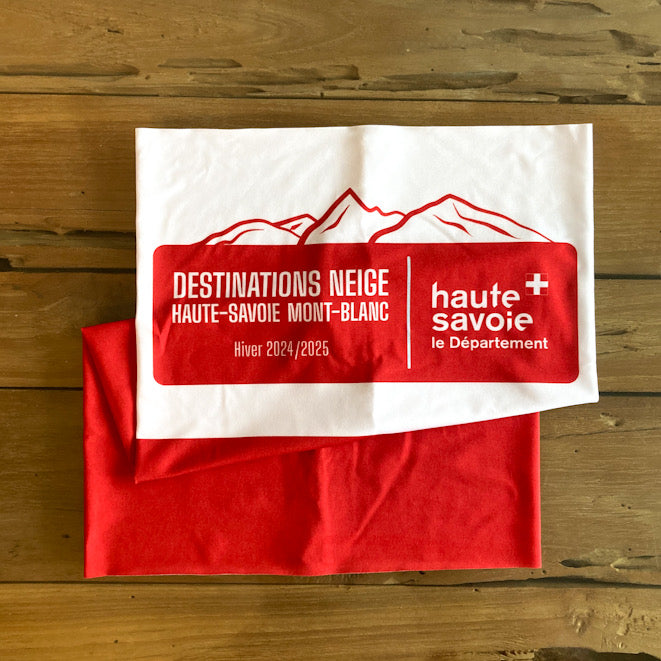 DESTINATIONS NEIGE
HAUTE-SAVOIE MONT-BLANC
Hiver 2024/2025
haute
savoie
le Département